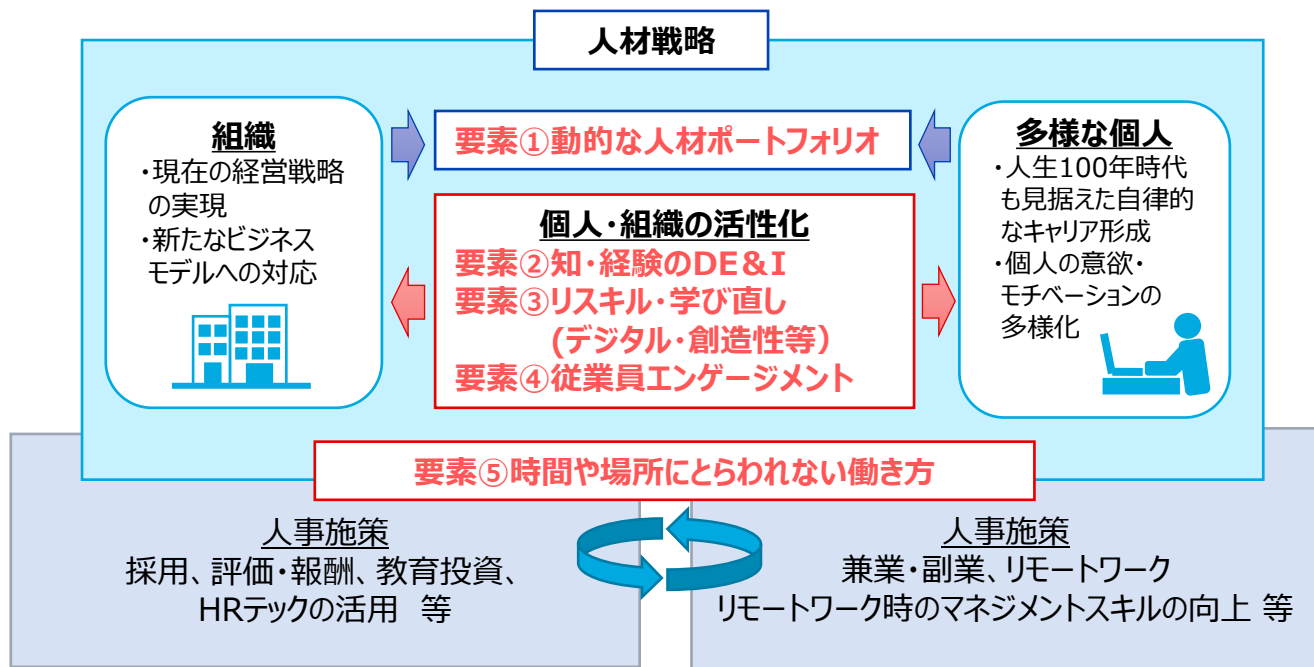 人材戦略
組織
・現在の経営戦略
の実現
・新たなビジネス
モデルへの対応
要素①動的な人材ポートフォリオ
個人・組織の活性化
要素②知・経験のDE&I
要素③リスキル・学び直し
(デジタル・創造性等）
要素④従業員エンゲージメント
多様な個人
・人生100年時代
も見据えた自律的
なキャリア形成
・個人の意欲・
モチベーションの
多様化
要素⑤時間や場所にとらわれない働き方
人事施策
採用、評価・報酬、教育投資、
HRテックの活用 等
人事施策
兼業・副業、リモートワーク
リモートワーク時のマネジメントスキルの向上 等